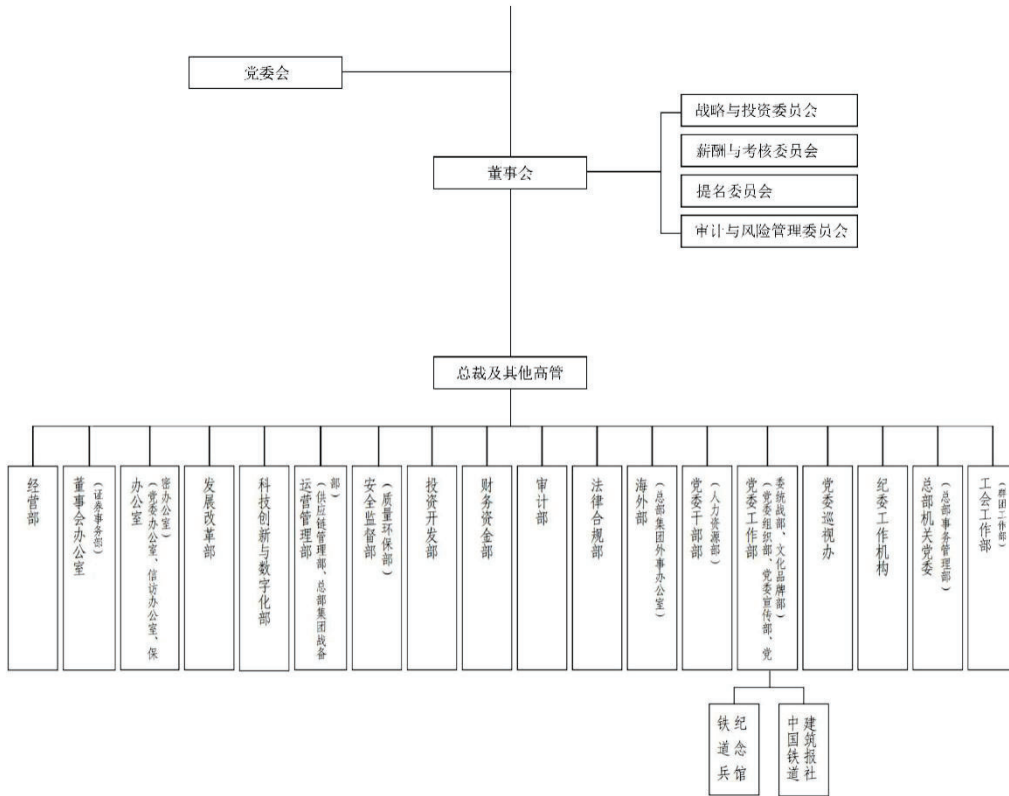 党委会
战略与投资委员会
薪酬与考核委员会
董事会
提名委员会
审计与风险管理委员会
总裁及其他高管
经营部
董事会办公室
（证券事务部）
办公室
（党委办公室、信访办公室、保
密办公室）
发展改革部
科技创新与数字化部
运营管理部
（供应链管理部、总部集团战备
部）
安全监督部
（质量环保部）
投资开发部
财务资金部
审计部
法律合规部
海外部
（总部集团外事办公室）
党委干部部
（人力资源部）
党委工作部
（党委组织部、党委宣传部、党
委统战部、文化品牌部）
党委巡视办
纪委工作机构
总部机关党委
（总部事务管理部）
工会工作部
（群团工作部）
铁道兵
纪念馆
中国铁道
建筑报社